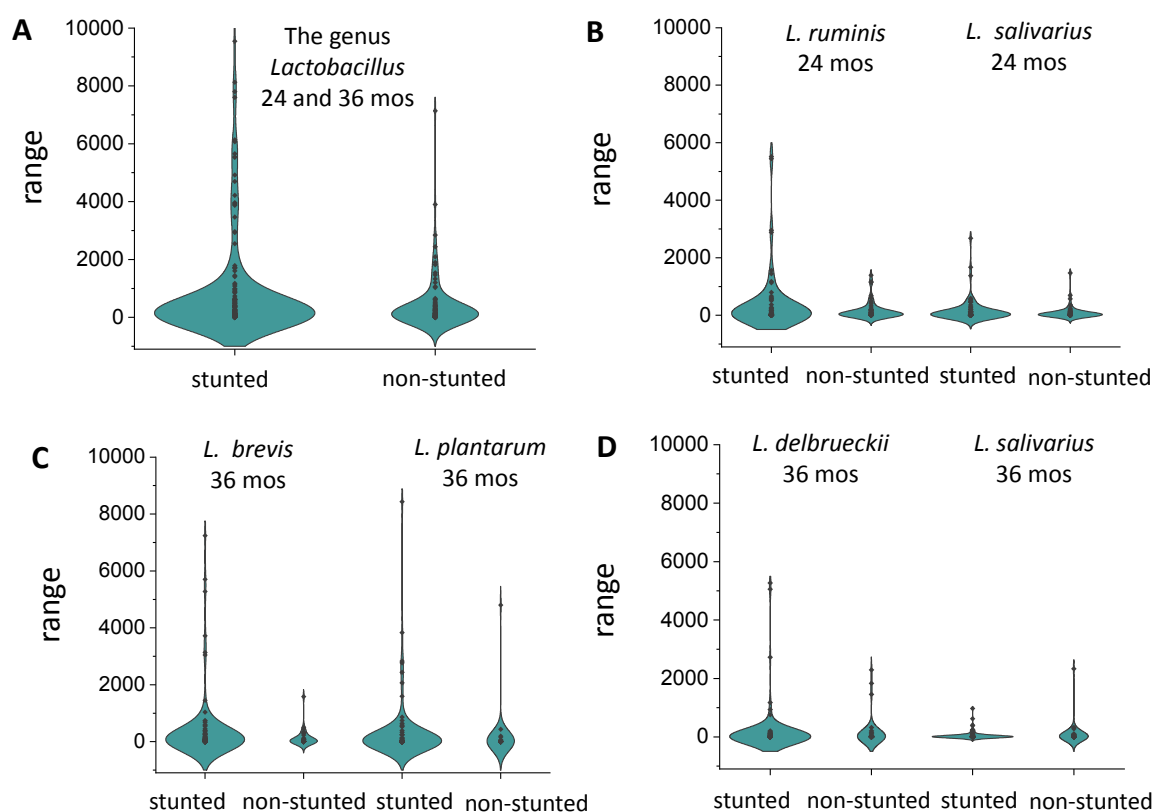 A
The genus
Lactobacillus
24 and 36 mos
range
10000
8000
6000
4000
2000
0
stunted non-stunted
B
L. ruminis L. salivarius
24 mos 24 mos
range
10000
8000
6000
4000
2000
0
stunted non-stunted stunted non-stunted
C
L. brevis L. plantarum
36 mos 36 mos
range
10000
8000
6000
4000
2000
0
stunted non-stunted stunted non-stunted
D
L. delbrueckii L. salivarius
36 mos 36 mos
range
10000
8000
6000
4000
2000
0
stunted non-stunted stunted non-stunted